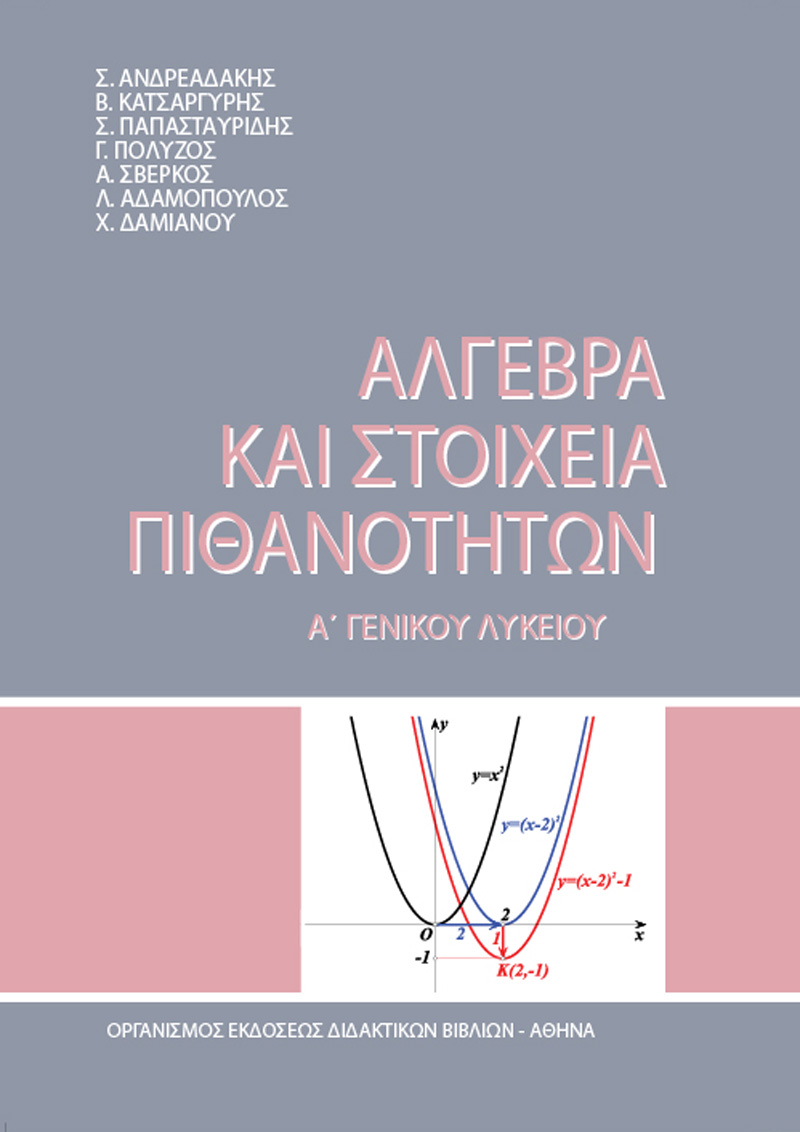 Σ. ΑΝΔΡΕΑΔΑΚΗΣ
Β. ΚΑΤΣΑΡΓΥΡΗΣ
Σ. ΠΑΠΑΣΤΑΥΡΙΔΗΣ
Γ. ΠΟΛΥΖΟΣ
Α. ΣΒΕΡΚΟΣ
Λ. ΑΔΑΜΟΠΟΥΛΟΣ
Χ. ΔΑΜΙΑΝΟΥ
ΑΛΓΕΒΡΑ
ΚΑΙ ΣΤΟΙΧΕΙΑ
ΠΙΘΑΝΟΤΗΤΩΝ
Α΄ ΓΕΝΙΚΟΥ ΛΥΚΕΙΟΥ
y
y=x²
y=(x-2)²
y=(x-2)²-1
2
O
2
1
x
-1
K(2,-1)
ΟΡΓΑΝΙΣΜΟΣ ΕΚΔΟΣΕΩΣ ΔΙΔΑΚΤΙΚΩΝ ΒΙΒΛΙΩΝ - ΑΘΗΝΑ